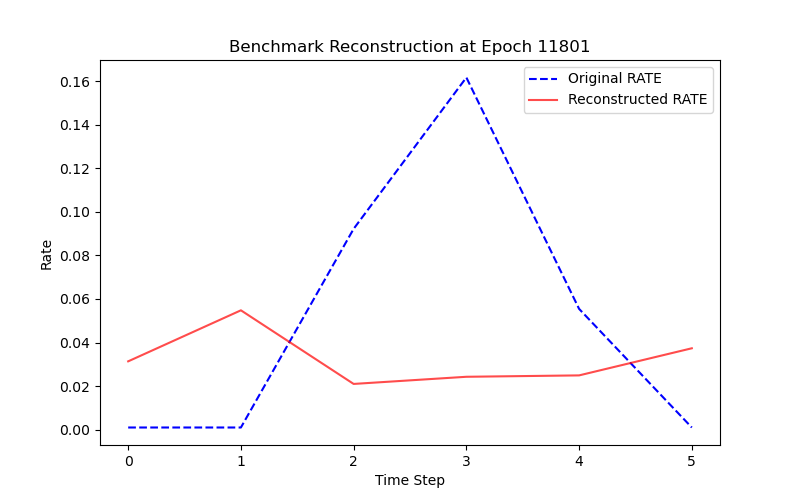 Benchmark Reconstruction at Epoch 11801
Original RATE
Reconstructed RATE
0.16
0.14
0.12
0.10
0.08
0.06
0.04
0.02
0.00
Rate
0 1 2 3 4 5
Time Step